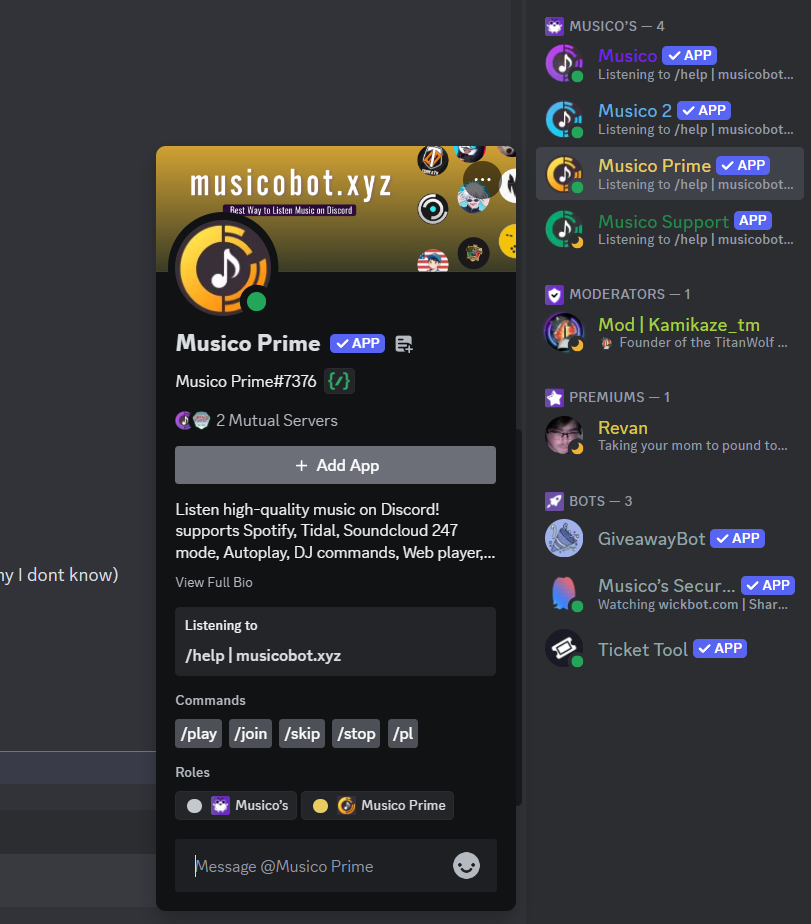 musicobot.xyz
Rest Way to Listen Music on Discord
Musico Prime ✓ APP
Musico Prime#7376
2 Mutual Servers
+ Add App
Listen high-quality music on Discord!
supports Spotify, Tidal, Soundcloud 247
mode, Autoplay, DJ commands, Web player,...
View Full Bio
Listening to
/help | musicobot.xyz
Commands
/play /join /skip /stop /pl
Roles
Musico's Musico Prime
Message @Musico Prime
ny I dont know)
MUSICO'S — 4
Musico ✓ APP
Listening to /help | musicobot...
Musico 2 ✓ APP
Listening to /help | musicobot...
Musico Prime ✓ APP
Listening to /help | musicobot...
Musico Support APP
Listening to /help | musicobot...
MODERATORS — 1
Mod | Kamikaze_tm
Founder of the TitanWolf ...
PREMIUMS — 1
Revan
Taking your mom to pound to...
BOTS — 3
GiveawayBot ✓ APP
Musico's Secur... ✓ APP
Watching wickbot.com | Shar...
Ticket Tool ✓ APP